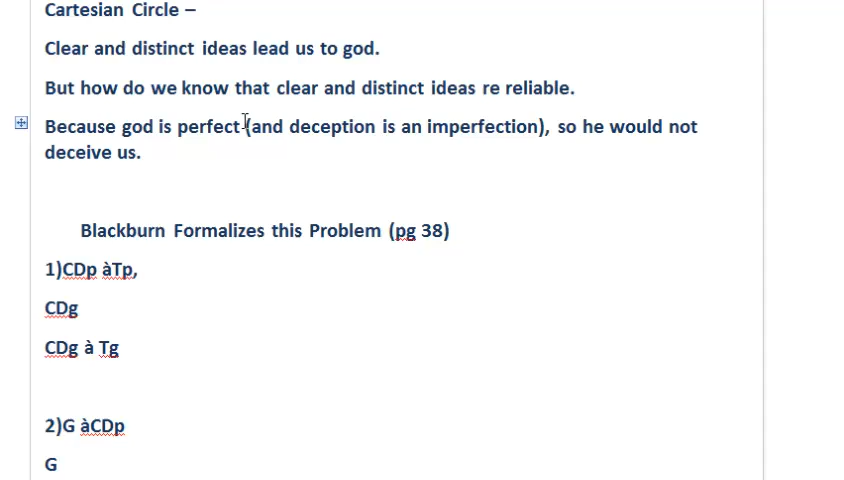 Cartesian Circle –
Clear and distinct ideas lead us to god.
But how do we know that clear and distinct ideas re reliable.
Because god is perfect (and deception is an imperfection), so he would not
deceive us.
Blackburn Formalizes this Problem (pg 38)
1)CDp àTp,
CDg
CDg à Tg
2)G àCDp
G